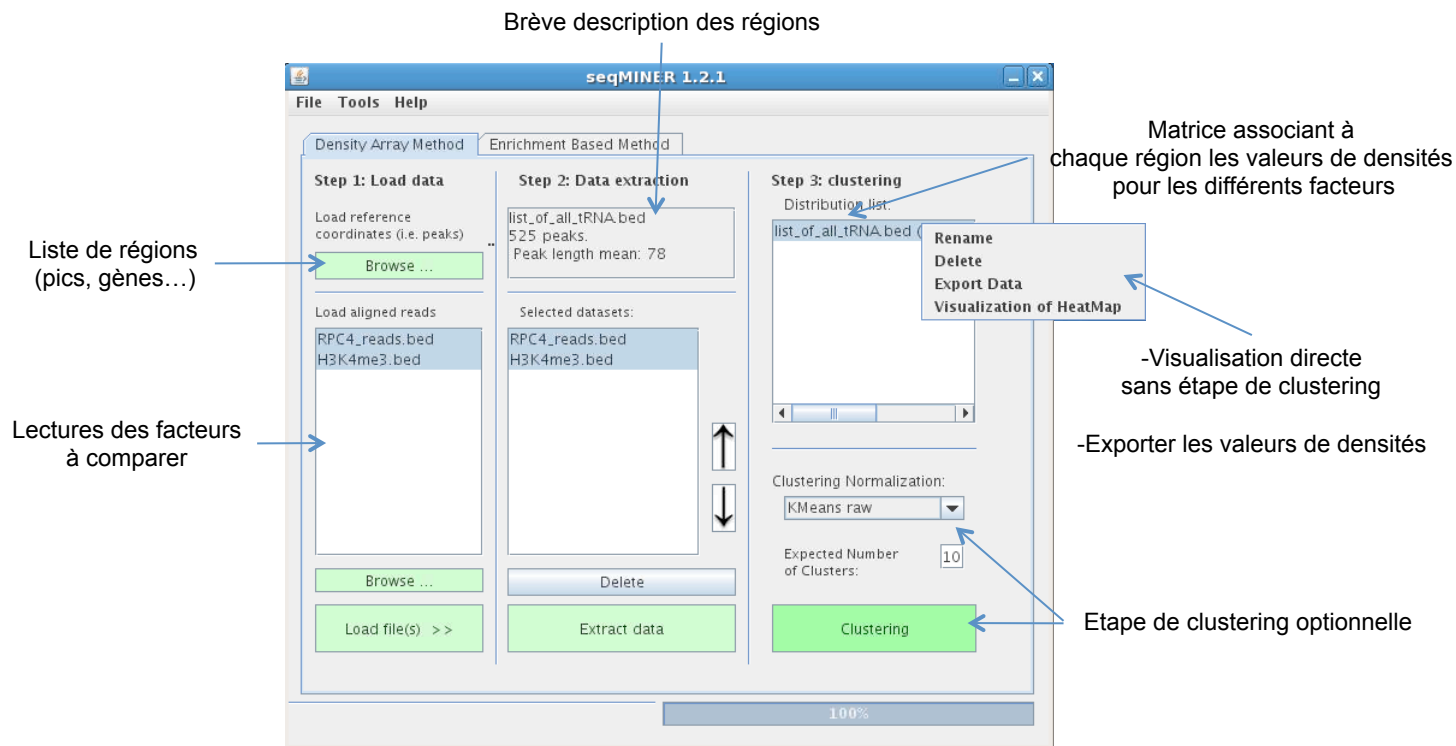 Brève description des régions
seqMINER 1.2.1
File Tools Help
Density Array Method
Enrichment Based Method
Step 1: Load data
Load reference
coordinates (i.e. peaks)
..
Browse ...
Load aligned reads
RPC4_reads.bed
H3K4me3.bed
Browse ...
Load file(s) >>
Step 2: Data extraction
list_of_all_tRNA.bed
525 peaks.
Peak length mean: 78
Selected datasets:
RPC4_reads.bed
H3K4me3.bed
Delete
Extract data
Step 3: clustering
Distribution list:
list_of_all_tRNA.bed (
Rename
Delete
Export Data
Visualization of HeatMap
Clustering Normalization:
KMeans raw
Expected Number
of Clusters:
10
Clustering
100%
Liste de régions
(pics, gènes…)
Lectures des facteurs
à comparer
Matrice associant à
chaque région les valeurs de densités
pour les différents facteurs
-Visualisation directe
sans étape de clustering
-Exporter les valeurs de densités
Etape de clustering optionnelle